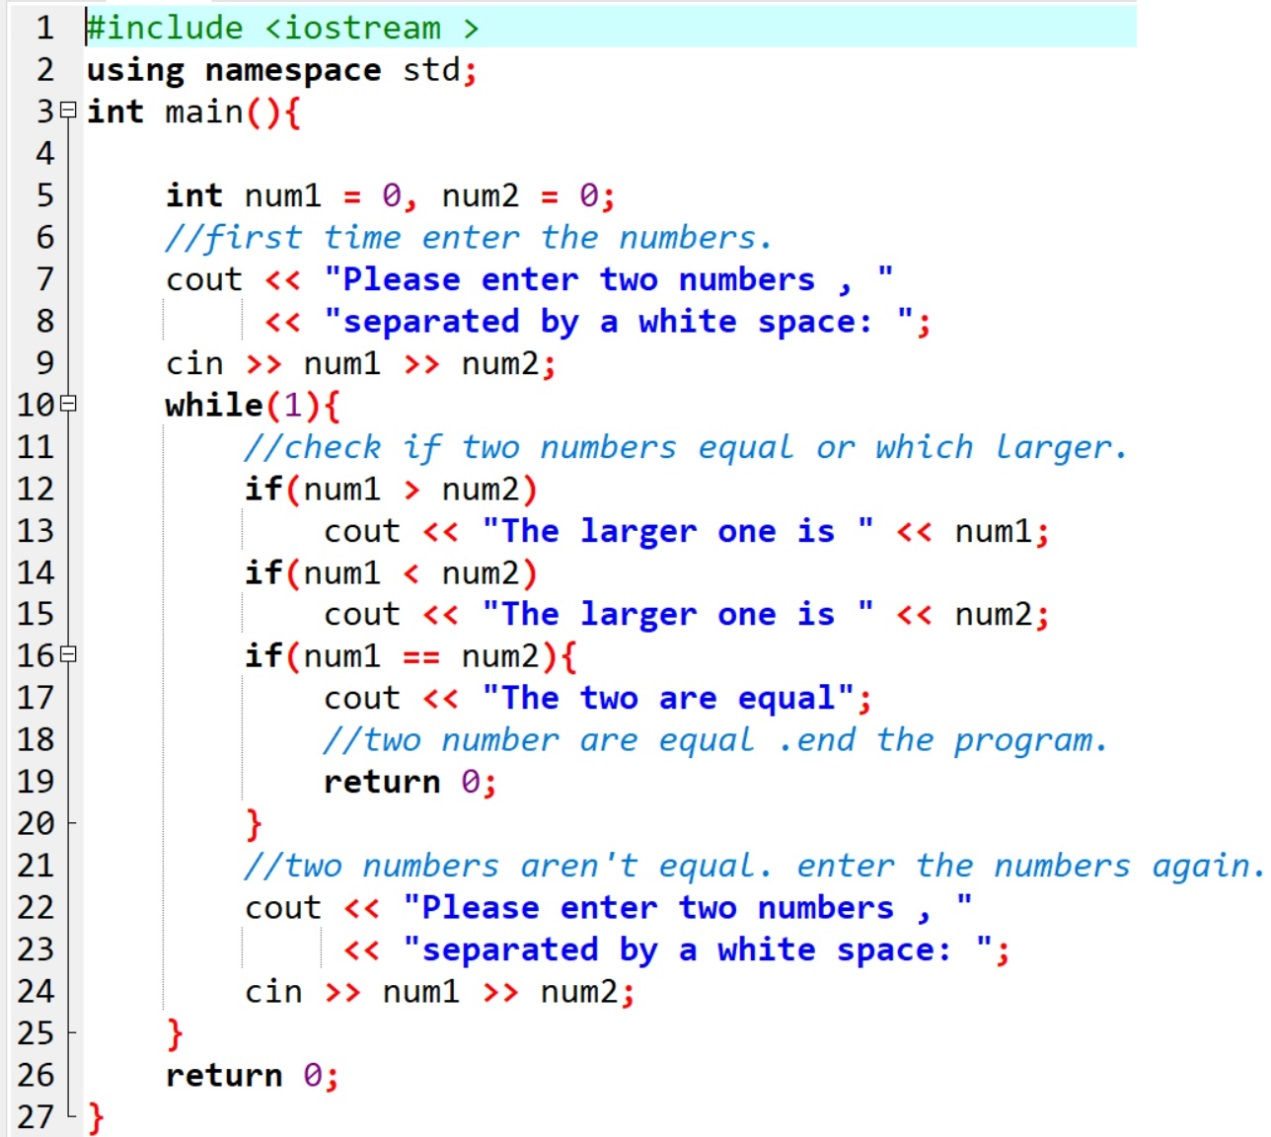 1 #include <iostream >
2 using namespace std;
3 int main(){
4
5 int num1 = 0, num2 = 0;
6 //first time enter the numbers.
7 cout << "Please enter two numbers , "
8 << "separated by a white space: ";
9 cin >> num1 >> num2;
10 while(1){
11 //check if two numbers equal or which larger.
12 if(num1 > num2)
13 cout << "The larger one is " << num1;
14 if(num1 < num2)
15 cout << "The larger one is " << num2;
16 if(num1 == num2){
17 cout << "The two are equal";
18 //two number are equal .end the program.
19 return 0;
20 }
21 //two numbers aren't equal. enter the numbers again.
22 cout << "Please enter two numbers , "
23 << "separated by a white space: ";
24 cin >> num1 >> num2;
25 }
26 return 0;
27 }